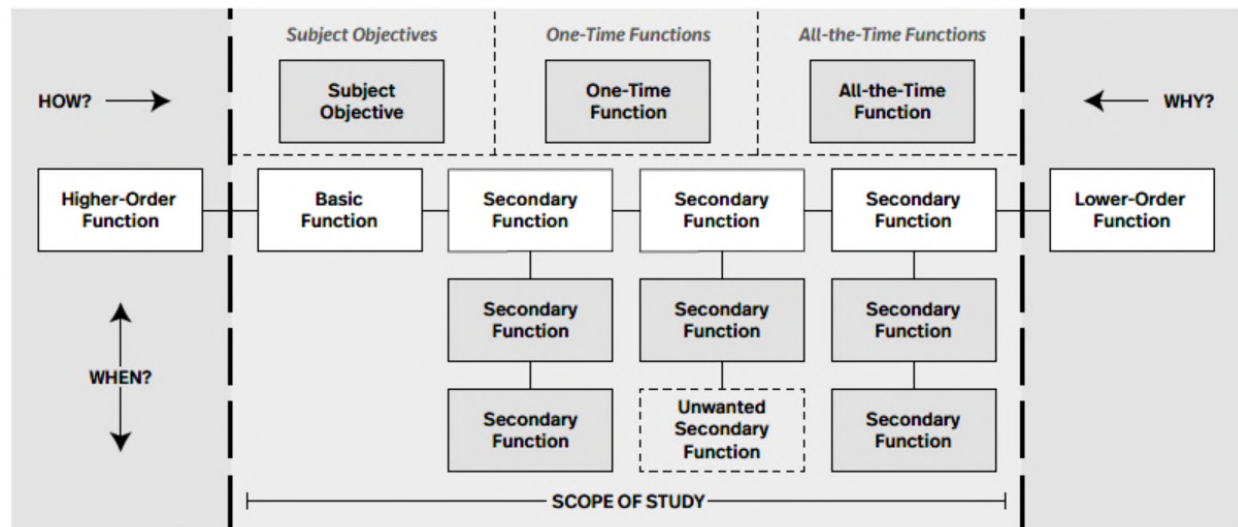 Subject Objectives
One-Time Functions
All-the-Time Functions
HOW?
Subject
Objective
One-Time
Function
All-the-Time
Function
WHY?
Higher-Order
Function
Basic
Function
Secondary
Function
Secondary
Function
Secondary
Function
Lower-Order
Function
Secondary
Function
Secondary
Function
Secondary
Function
WHEN?
Secondary
Function
Unwanted
Secondary
Function
Secondary
Function
SCOPE OF STUDY